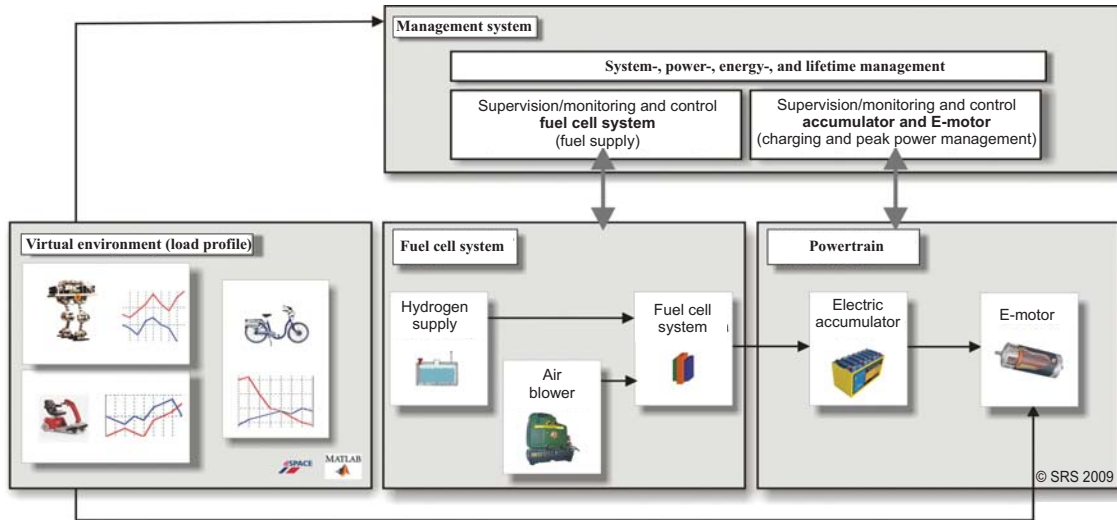 Management system
System-, power-, energy-, and lifetime management
Supervision/monitoring and control
fuel cell system
(fuel supply)
Supervision/monitoring and control
accumulator and E-motor
(charging and peak power management)
Virtual environment (load profile)
dSPACE
MATLAB
Fuel cell system
Hydrogen
supply
Air
blower
Fuel cell
system
Powertrain
Electric
accumulator
E-motor
© SRS 2009